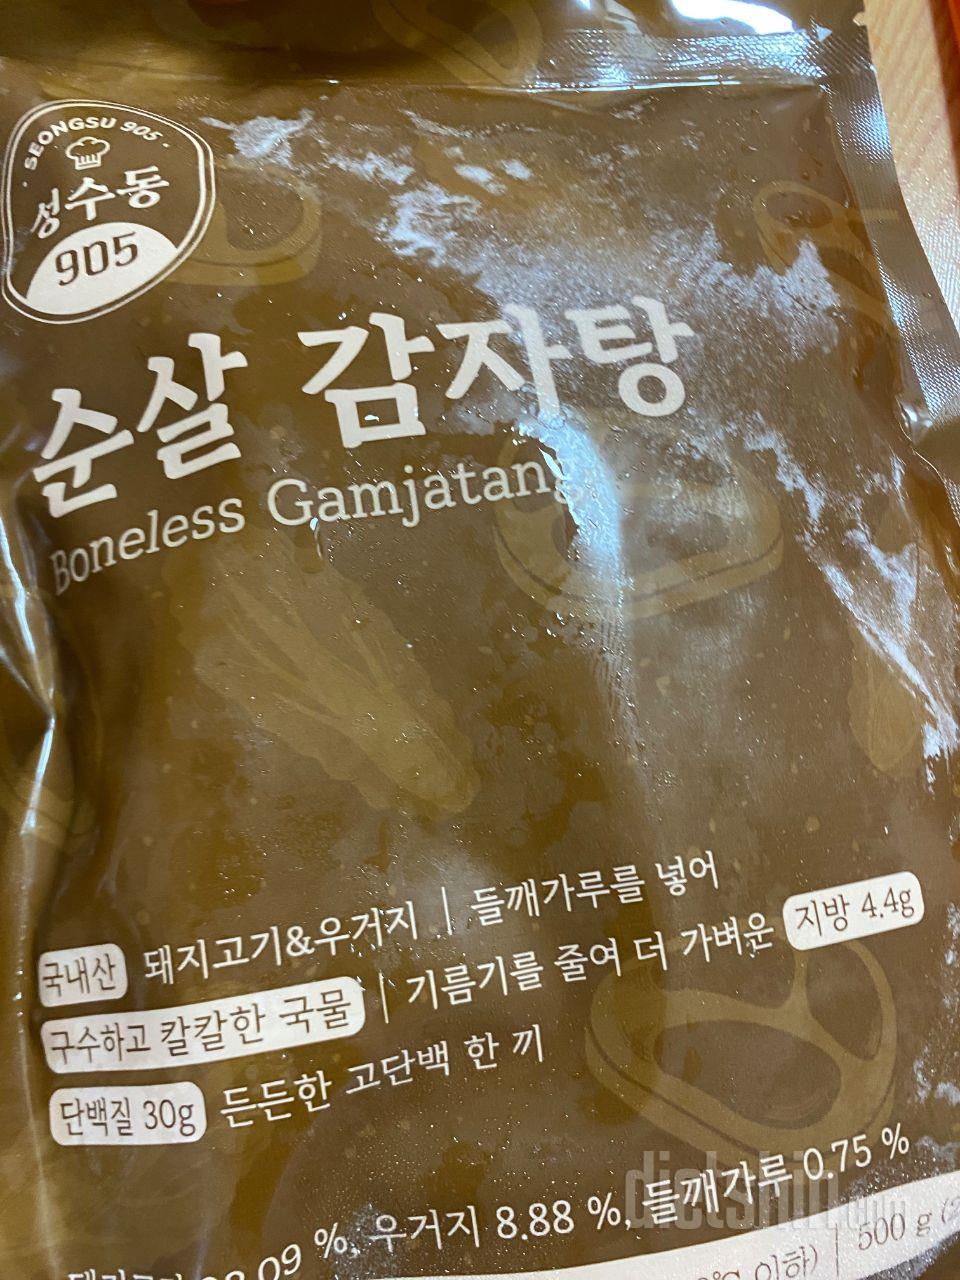 · SEONGSU 905 ·
성수동
905
순살 감자탕
Boneless Gamjatang
국내산 돼지고기&우거지 | 들깨가루를 넣어
구수하고 칼칼한 국물 | 기름기를 줄여 더 가벼운 지방 4.4g
단백질 30g 든든한 고단백 한 끼
%, 우거지 8.88 %, 들깨가루 0.75 %
이하) | 500 g
dietshin.com